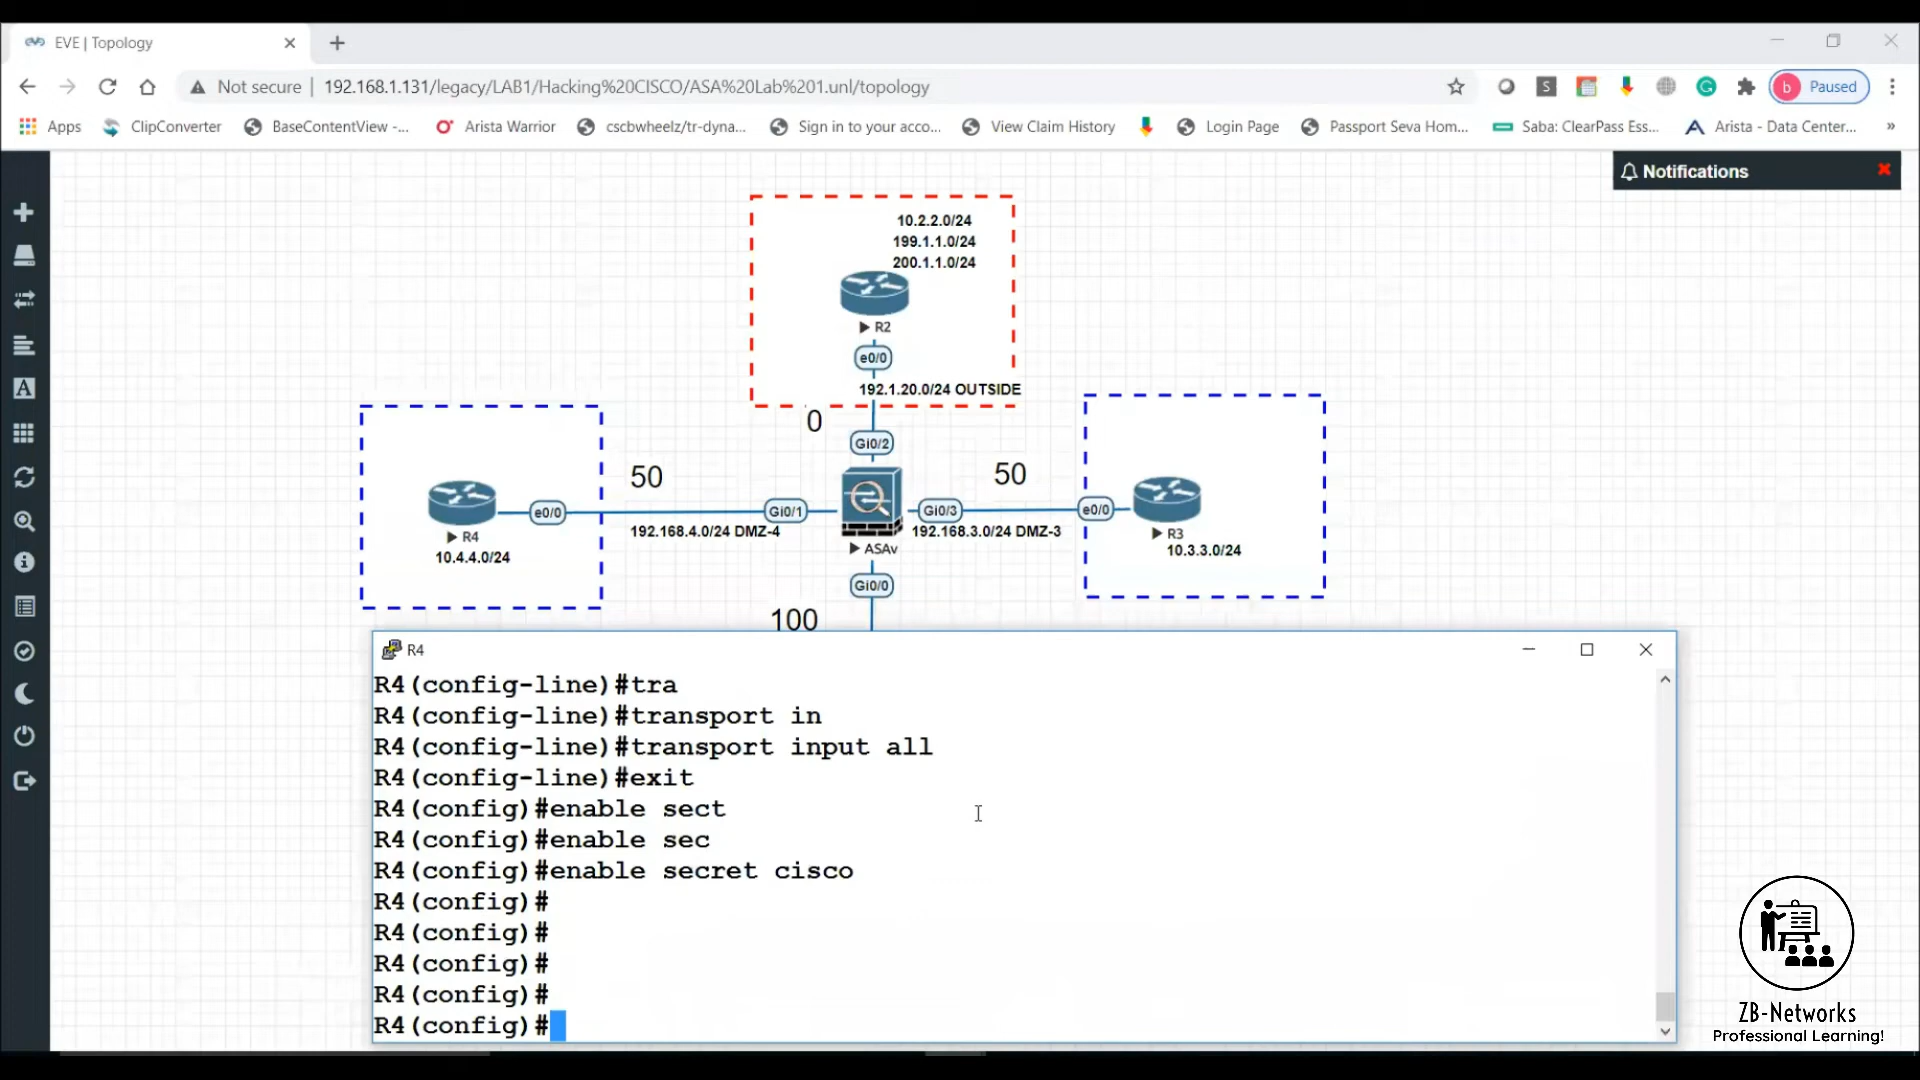 EVE | Topology
Not secure | 192.168.1.131/legacy/LAB1/Hacking%20CISCO/ASA%20Lab%201.unl/topology
S
b Paused
Apps ClipConverter BaseContentView -... Arista Warrior cscbwheelz/tr-dyna... Sign in to your acco... View Claim History Login Page Passport Seva Hom... Saba: ClearPass Ess... Arista - Data Center... »
Notifications
10.2.2.0/24
199.1.1.0/24
200.1.1.0/24
R2
e0/0
192.1.20.0/24 OUTSIDE
0
Gi0/2
50
50
e0/0
Gi0/1
Gi0/3
e0/0
R4
10.4.4.0/24
192.168.4.0/24 DMZ-4
ASAv
192.168.3.0/24 DMZ-3
R3
10.3.3.0/24
Gi0/0
100
R4
R4(config-line)#tra
R4(config-line)#transport in
R4(config-line)#transport input all
R4(config-line)#exit
R4(config)#enable sect
R4(config)#enable sec
R4(config)#enable secret cisco
R4(config)#
R4(config)#
R4(config)#
R4(config)#
R4(config)#
ZB-Networks
Professional Learning!